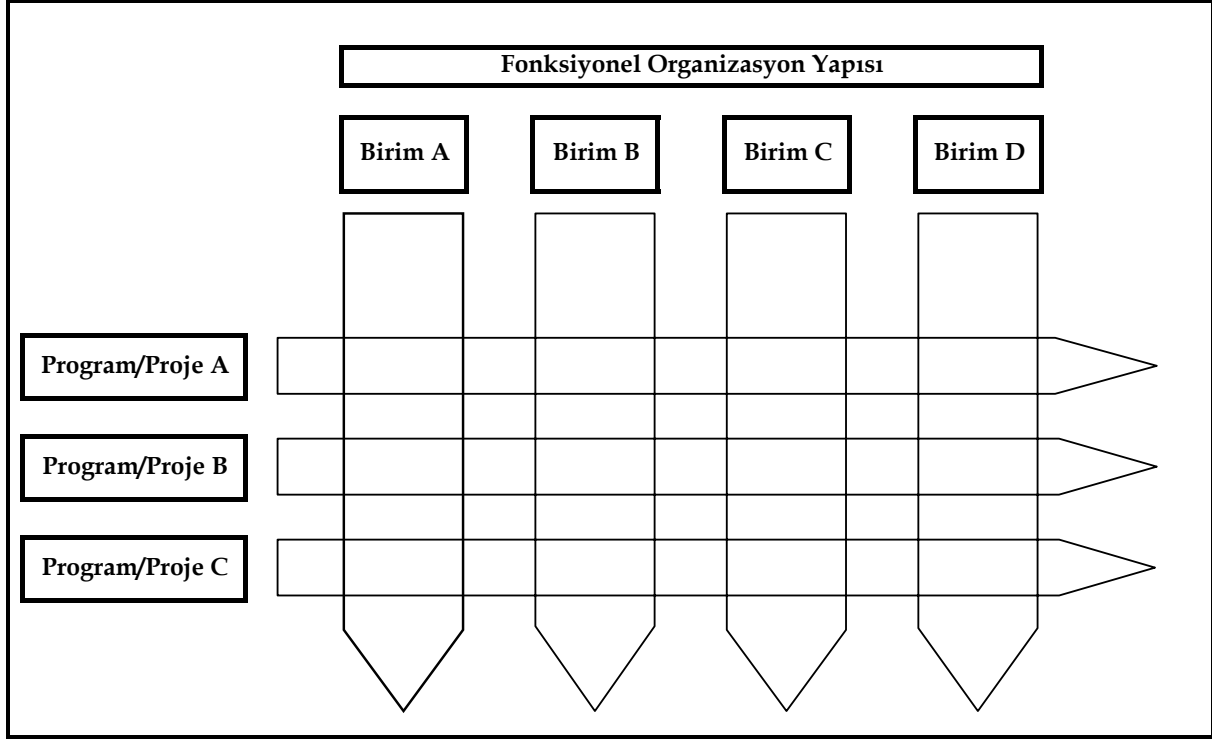 Fonksiyonel Organizasyon Yapısı
Birim A
Birim B
Birim C
Birim D
Program/Proje A
Program/Proje B
Program/Proje C